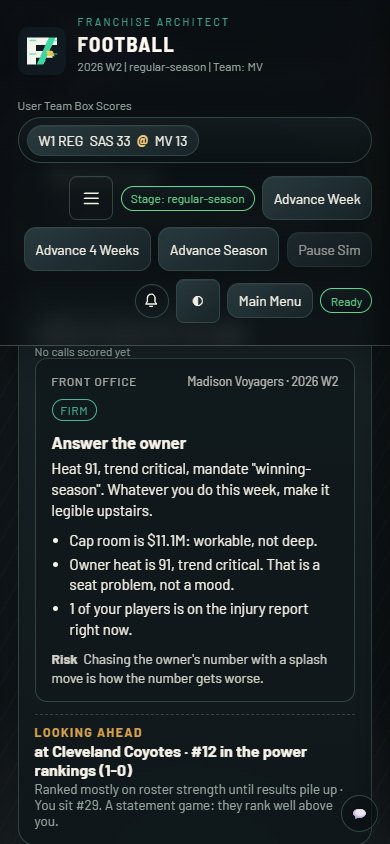 FRANCHISE ARCHITECT
FOOTBALL
2026 W2 | regular-season | Team: MV
User Team Box Scores
W1 REG SAS 33 @ MV 13
Stage: regular-season
Advance Week
Advance 4 Weeks
Advance Season
Pause Sim
Main Menu
Ready
No calls scored yet
FRONT OFFICE
Madison Voyagers · 2026 W2
FIRM
Answer the owner
Heat 91, trend critical, mandate "winning-
season". Whatever you do this week, make it
legible upstairs.
• Cap room is $11.1M: workable, not deep.
• Owner heat is 91, trend critical. That is a
seat problem, not a mood.
• 1 of your players is on the injury report
right now.
Risk Chasing the owner's number with a splash
move is how the number gets worse.
LOOKING AHEAD
at Cleveland Coyotes · #12 in the power
rankings (1-0)
Ranked mostly on roster strength until results pile up ·
You sit #29. A statement game: they rank well above
you.